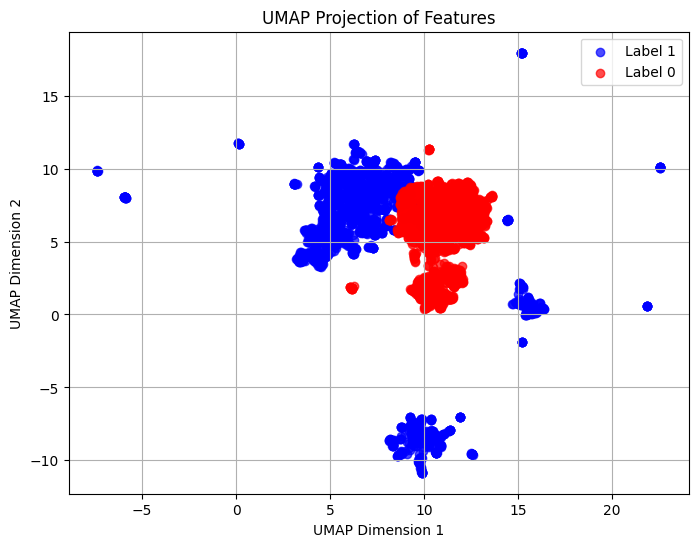 UMAP Projection of Features
Label 1
Label 0
UMAP Dimension 2
15
10
5
0
−5
−10
−5
0
5
10
15
20
UMAP Dimension 1